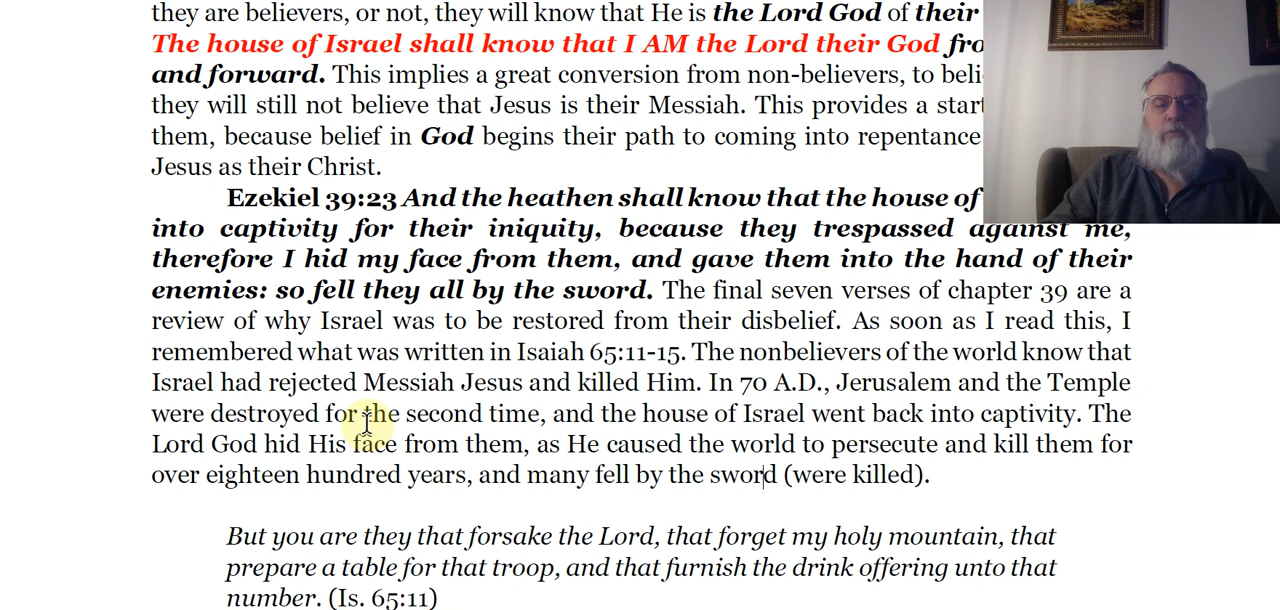 they are believers, or not, they will know that He is the Lord God of their
The house of Israel shall know that I AM the Lord their God fro
and forward. This implies a great conversion from non-believers, to beli
they will still not believe that Jesus is their Messiah. This provides a start
them, because belief in God begins their path to coming into repentance
Jesus as their Christ.
Ezekiel 39:23 And the heathen shall know that the house of
into captivity for their iniquity, because they trespassed against me,
therefore I hid my face from them, and gave them into the hand of their
enemies: so fell they all by the sword. The final seven verses of chapter 39 are a
review of why Israel was to be restored from their disbelief. As soon as I read this, I
remembered what was written in Isaiah 65:11-15. The nonbelievers of the world know that
Israel had rejected Messiah Jesus and killed Him. In 70 A.D., Jerusalem and the Temple
were destroyed for the second time, and the house of Israel went back into captivity. The
Lord God hid His face from them, as He caused the world to persecute and kill them for
over eighteen hundred years, and many fell by the sword (were killed).
But you are they that forsake the Lord, that forget my holy mountain, that
prepare a table for that troop, and that furnish the drink offering unto that
number. (Is. 65:11)